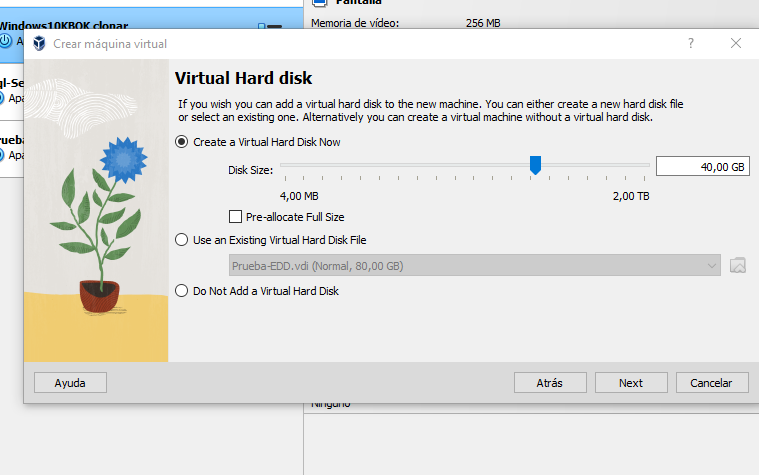 Pantalla
Windows10KBOK clonar
Memoria de vídeo:
256 MB
Crear máquina virtual
?
Virtual Hard disk
If you wish you can add a virtual hard disk to the new machine. You can either create a new hard disk file
or select an existing one. Alternatively you can create a virtual machine without a virtual hard disk.
Create a Virtual Hard Disk Now
Disk Size:
40,00 GB
4,00 MB
2,00 TB
Pre-allocate Full Size
Use an Existing Virtual Hard Disk File
Prueba-EDD.vdi (Normal, 80,00 GB)
Do Not Add a Virtual Hard Disk
Ayuda
Atrás
Next
Cancelar
Ninguno